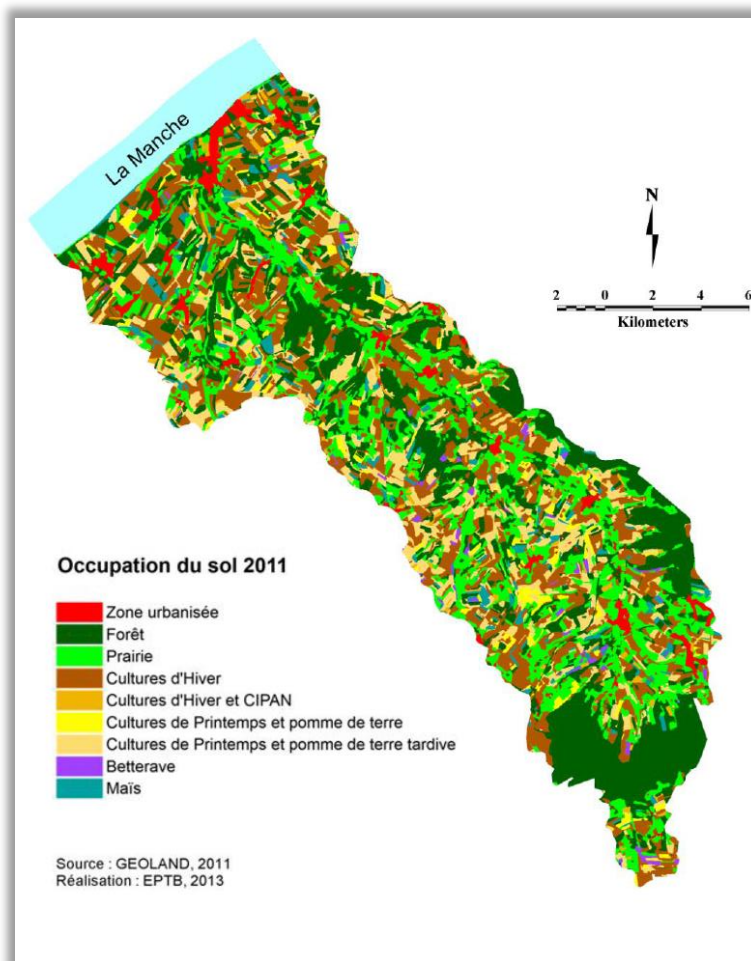 La Manche
N
2 0 2 4 6
Kilometers
Occupation du sol 2011
Zone urbanisée
Forêt
Prairie
Cultures d'Hiver
Cultures d'Hiver et CIPAN
Cultures de Printemps et pomme de terre
Cultures de Printemps et pomme de terre tardive
Betterave
Maïs
Source : GEOLAND, 2011
Réalisation : EPTB, 2013